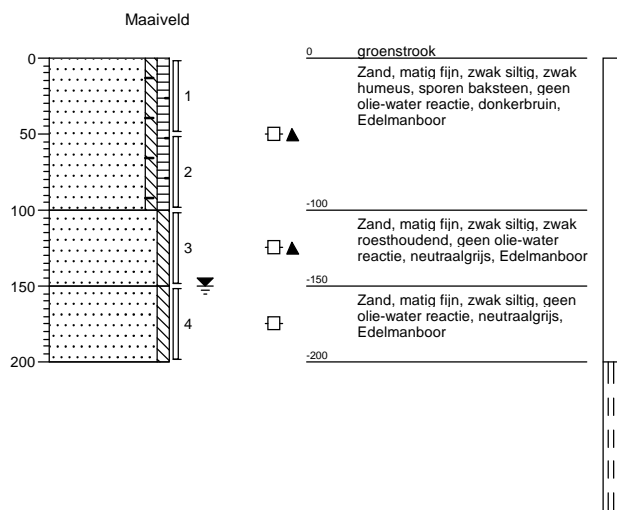 Maaiveld
0
50
100
150
200
1
2
3
4
0
groenstrook
Zand, matig fijn, zwak siltig, zwak
humeus, sporen baksteen, geen
olie-water reactie, donkerbruin,
Edelmanboor
-100
Zand, matig fijn, zwak siltig, zwak
roesthoudend, geen olie-water
reactie, neutraalgrijs, Edelmanboor
-150
Zand, matig fijn, zwak siltig, geen
olie-water reactie, neutraalgrijs,
Edelmanboor
-200